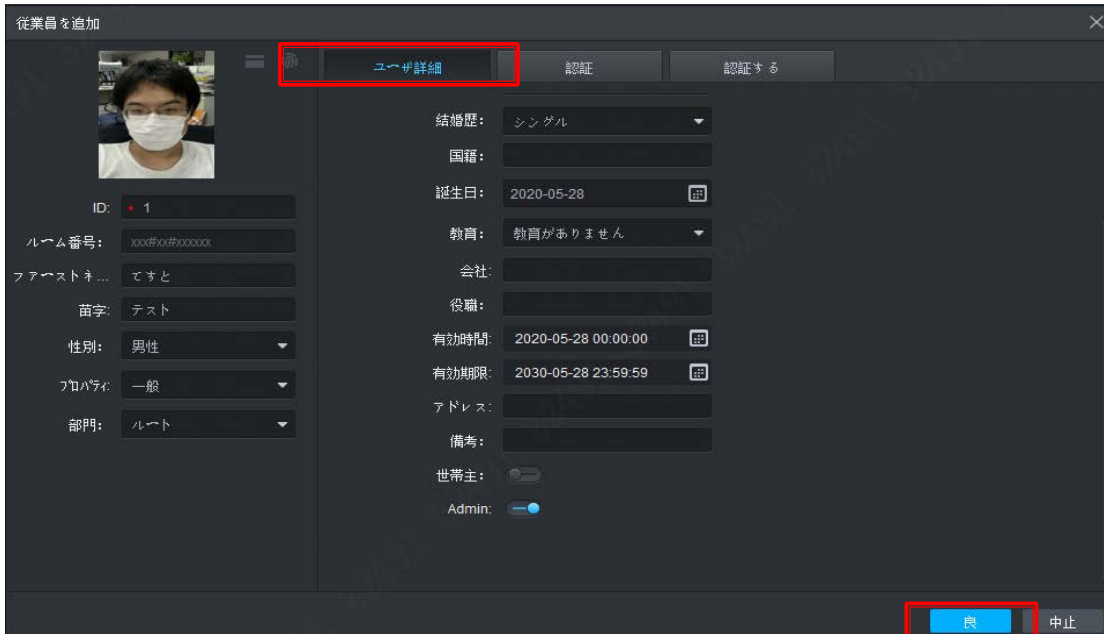 従業員を追加
ユーザ詳細
認証
認証する
結婚歴: シングル
国籍:
誕生日: 2020-05-28
教育: 教育がありません
会社:
役職:
有効時間: 2020-05-28 00:00:00
有効期限: 2030-05-28 23:59:59
アドレス:
備考:
世帯主:
Admin:
ID: * 1
ルーム番号: xxx#xx#xxxxxx
ファーストネ... てすと
苗字: テスト
性別: 男性
プロパティ: 一般
部門: ルート
良
中止